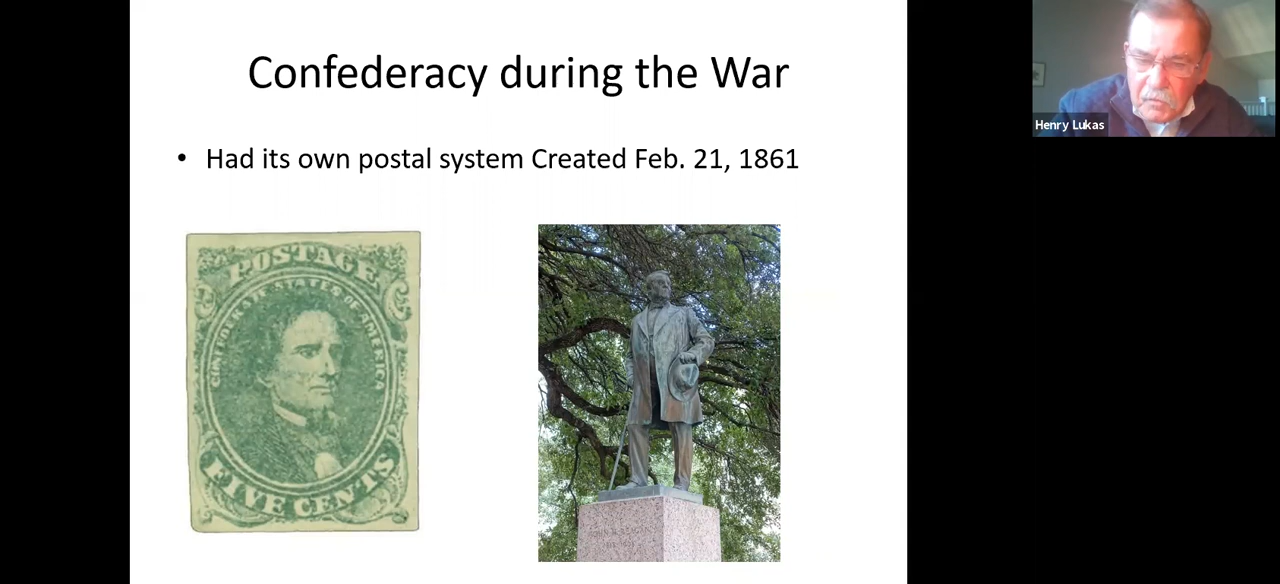 Confederacy during the War
Henry Lukas
• Had its own postal system Created Feb. 21, 1861
POSTAGE
CONFEDERATE STATES OF AMERICA
FIVE CENTS